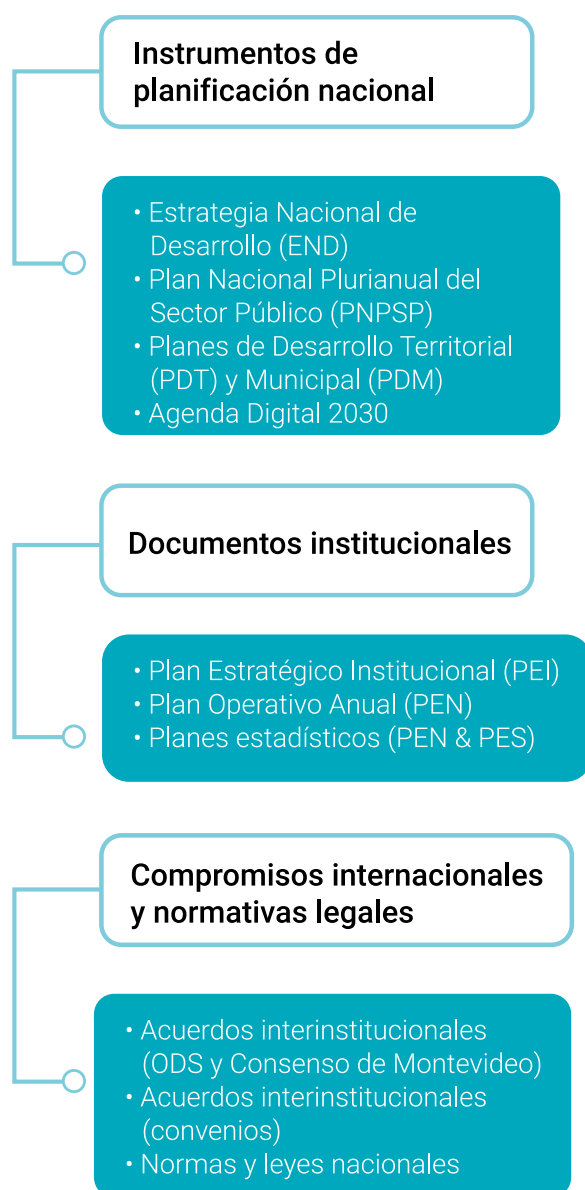 Instrumentos de
planificación nacional
• Estrategia Nacional de
Desarrollo (END)
• Plan Nacional Plurianual del
Sector Público (PNPSP)
• Planes de Desarrollo Territorial
(PDT) y Municipal (PDM)
• Agenda Digital 2030
Documentos institucionales
• Plan Estratégico Institucional (PEI)
• Plan Operativo Anual (PEN)
• Planes estadísticos (PEN & PES)
Compromisos internacionales
y normativas legales
• Acuerdos interinstitucionales
(ODS y Consenso de Montevideo)
• Acuerdos interinstitucionales
(convenios)
• Normas y leyes nacionales